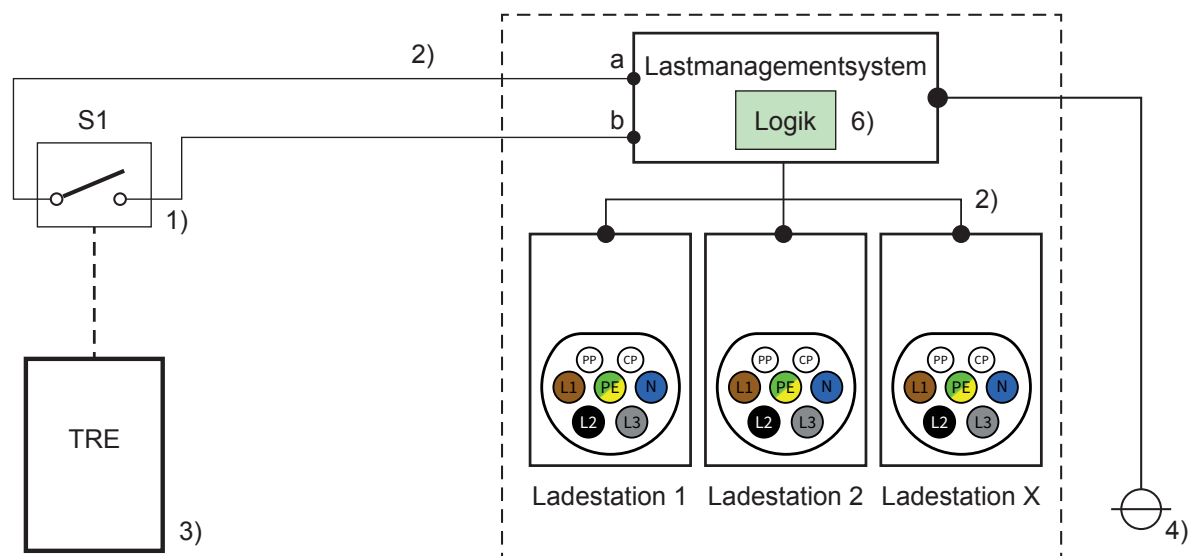 2)
a
Lastmanagementsystem
S1
b
Logik
6)
1)
2)
PP
CP
L1
PE
N
L2
L3
PP
CP
L1
PE
N
L2
L3
PP
CP
L1
PE
N
L2
L3
TRE
3)
Ladestation 1
Ladestation 2
Ladestation X
4)